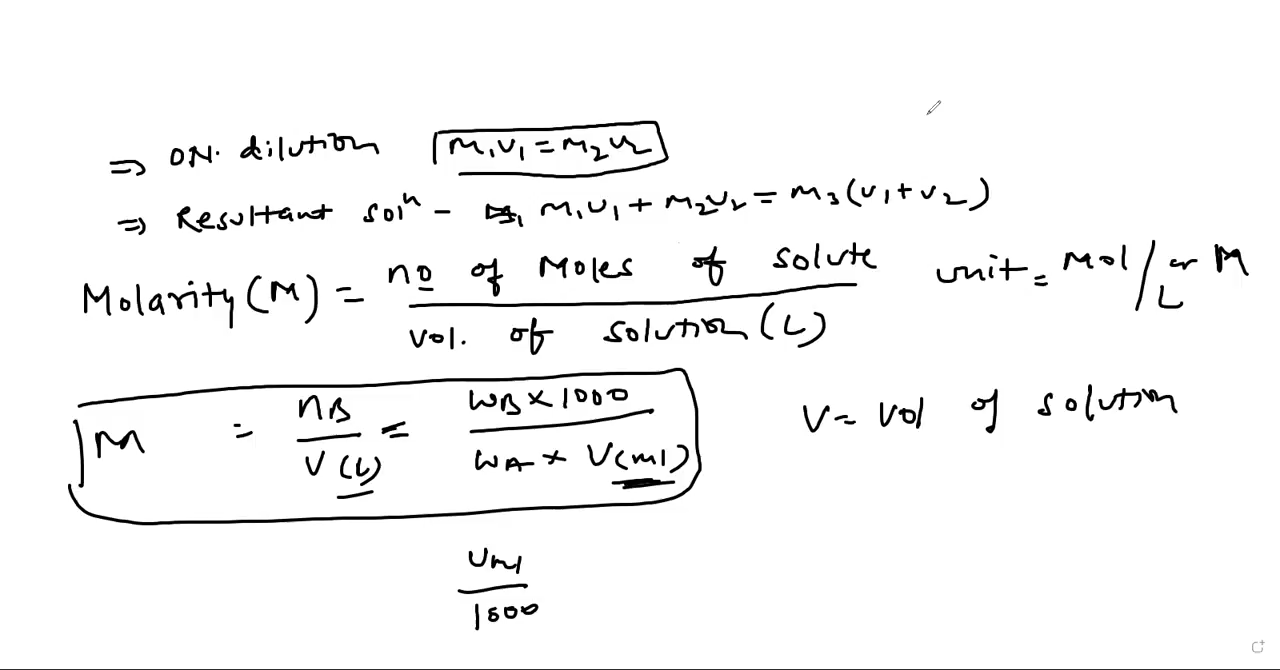 ⇒ ON. dilution M₁V₁ = M₂V₂
⇒ Resultant solⁿ - M₁V₁ + M₂V₂ = M₃(V₁+V₂)
Molarity (M) = no of Moles of solute / vol. of solution (L) unit = Mol/L or M
M = nB / V(L) = WB × 1000 / WA × V(ml) V = Vol of solution
Vml / 1000